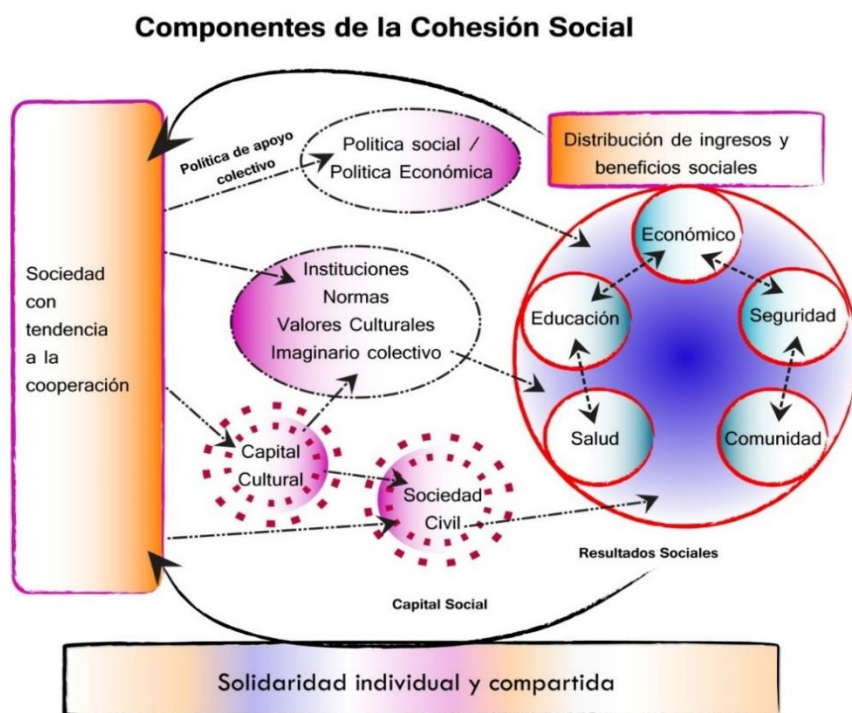 Componentes de la Cohesión Social
Política de apoyo
colectivo
Politica social /
Politica Económica
Distribución de ingresos y
beneficios sociales
Sociedad
con
tendencia
a la
cooperación
Instituciones
Normas
Valores Culturales
Imaginario colectivo
Económico
Educación
Seguridad
Salud
Comunidad
Capital
Cultural
Sociedad
Civil
Resultados Sociales
Capital Social
Solidaridad individual y compartida